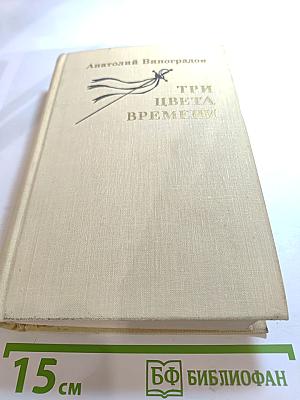 Анатолий Виноградов
ТРИ
ЦВЕТА
ВРЕМЕНИ
15 см
БФ БИБЛИОФАН